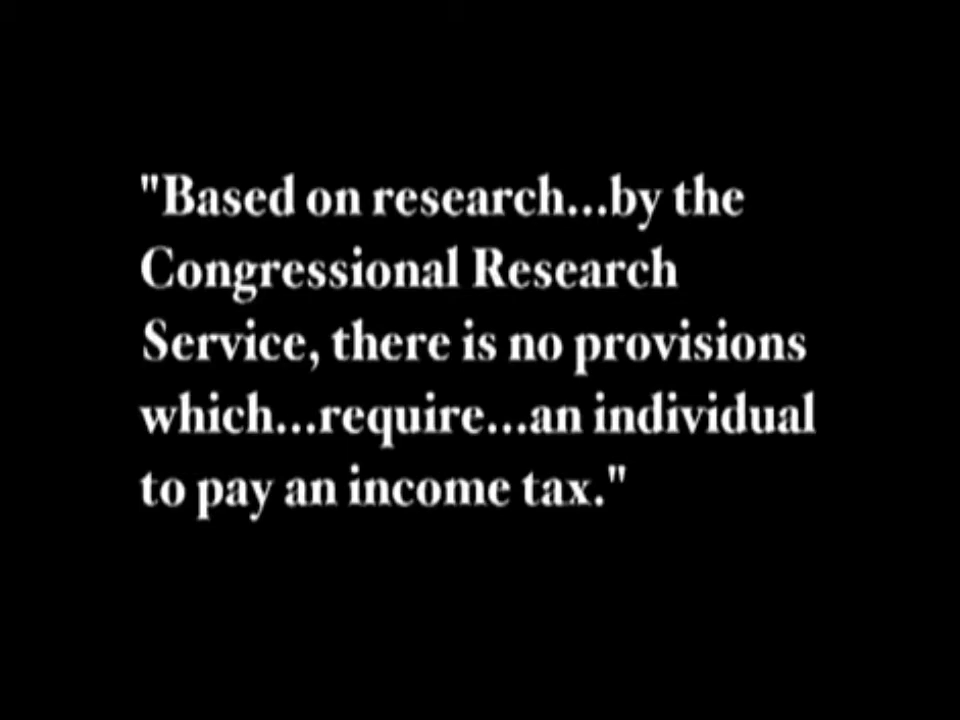 "Based on research...by the
Congressional Research
Service, there is no provisions
which...require...an individual
to pay an income tax."